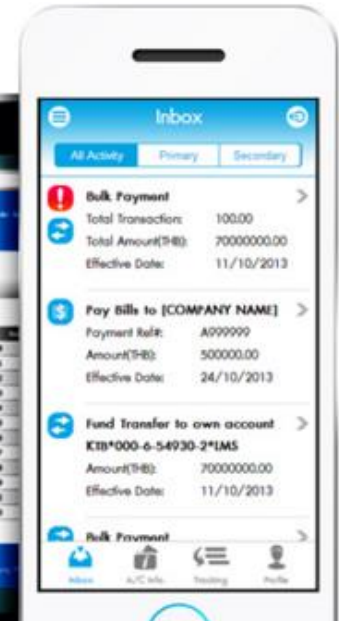 Inbox
All Activity Primary Secondary
Bulk Payment
Total Transaction: 100.00
Total Amount(THB): 70000000.00
Effective Date: 11/10/2013
Pay Bills to [COMPANY NAME]
Payment Ref#: A999999
Amount(THB): 500000.00
Effective Date: 24/10/2013
Fund Transfer to own account
KTB*000-6-54930-2*LMS
Amount(THB): 70000000.00
Effective Date: 11/10/2013
Bulk Payment
Inbox A/C Info. Tracking Profile